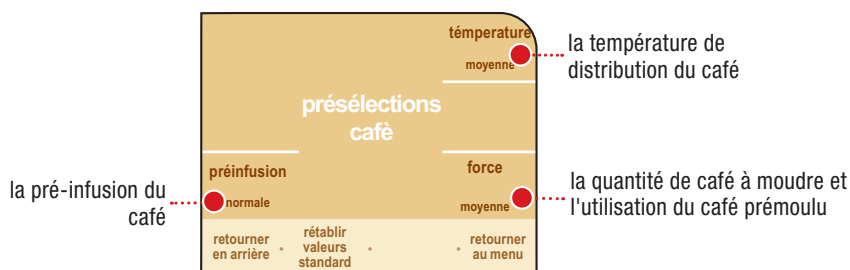 témperature
moyenne
la température de
distribution du café
présélections
cafè
préinfusion
normale
la pré-infusion du
café
force
moyenne
la quantité de café à moudre et
l'utilisation du café prémoulu
retourner
en arrière
rétablir
valeurs
standard
retourner
au menu